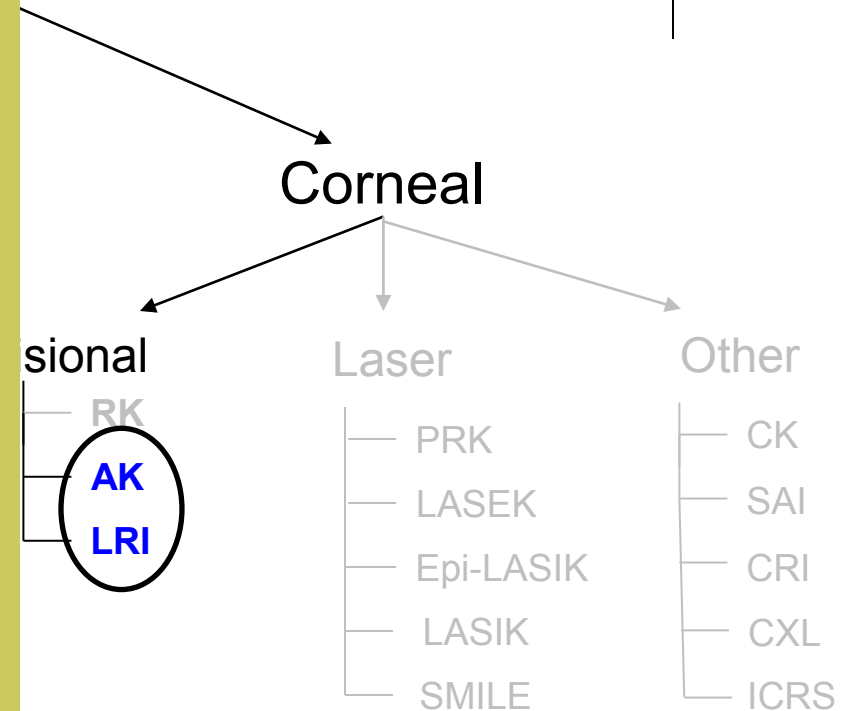 Corneal
sional
RK
AK
LRI
Laser
PRK
LASEK
Epi-LASIK
LASIK
SMILE
Other
CK
SAI
CRI
CXL
ICRS